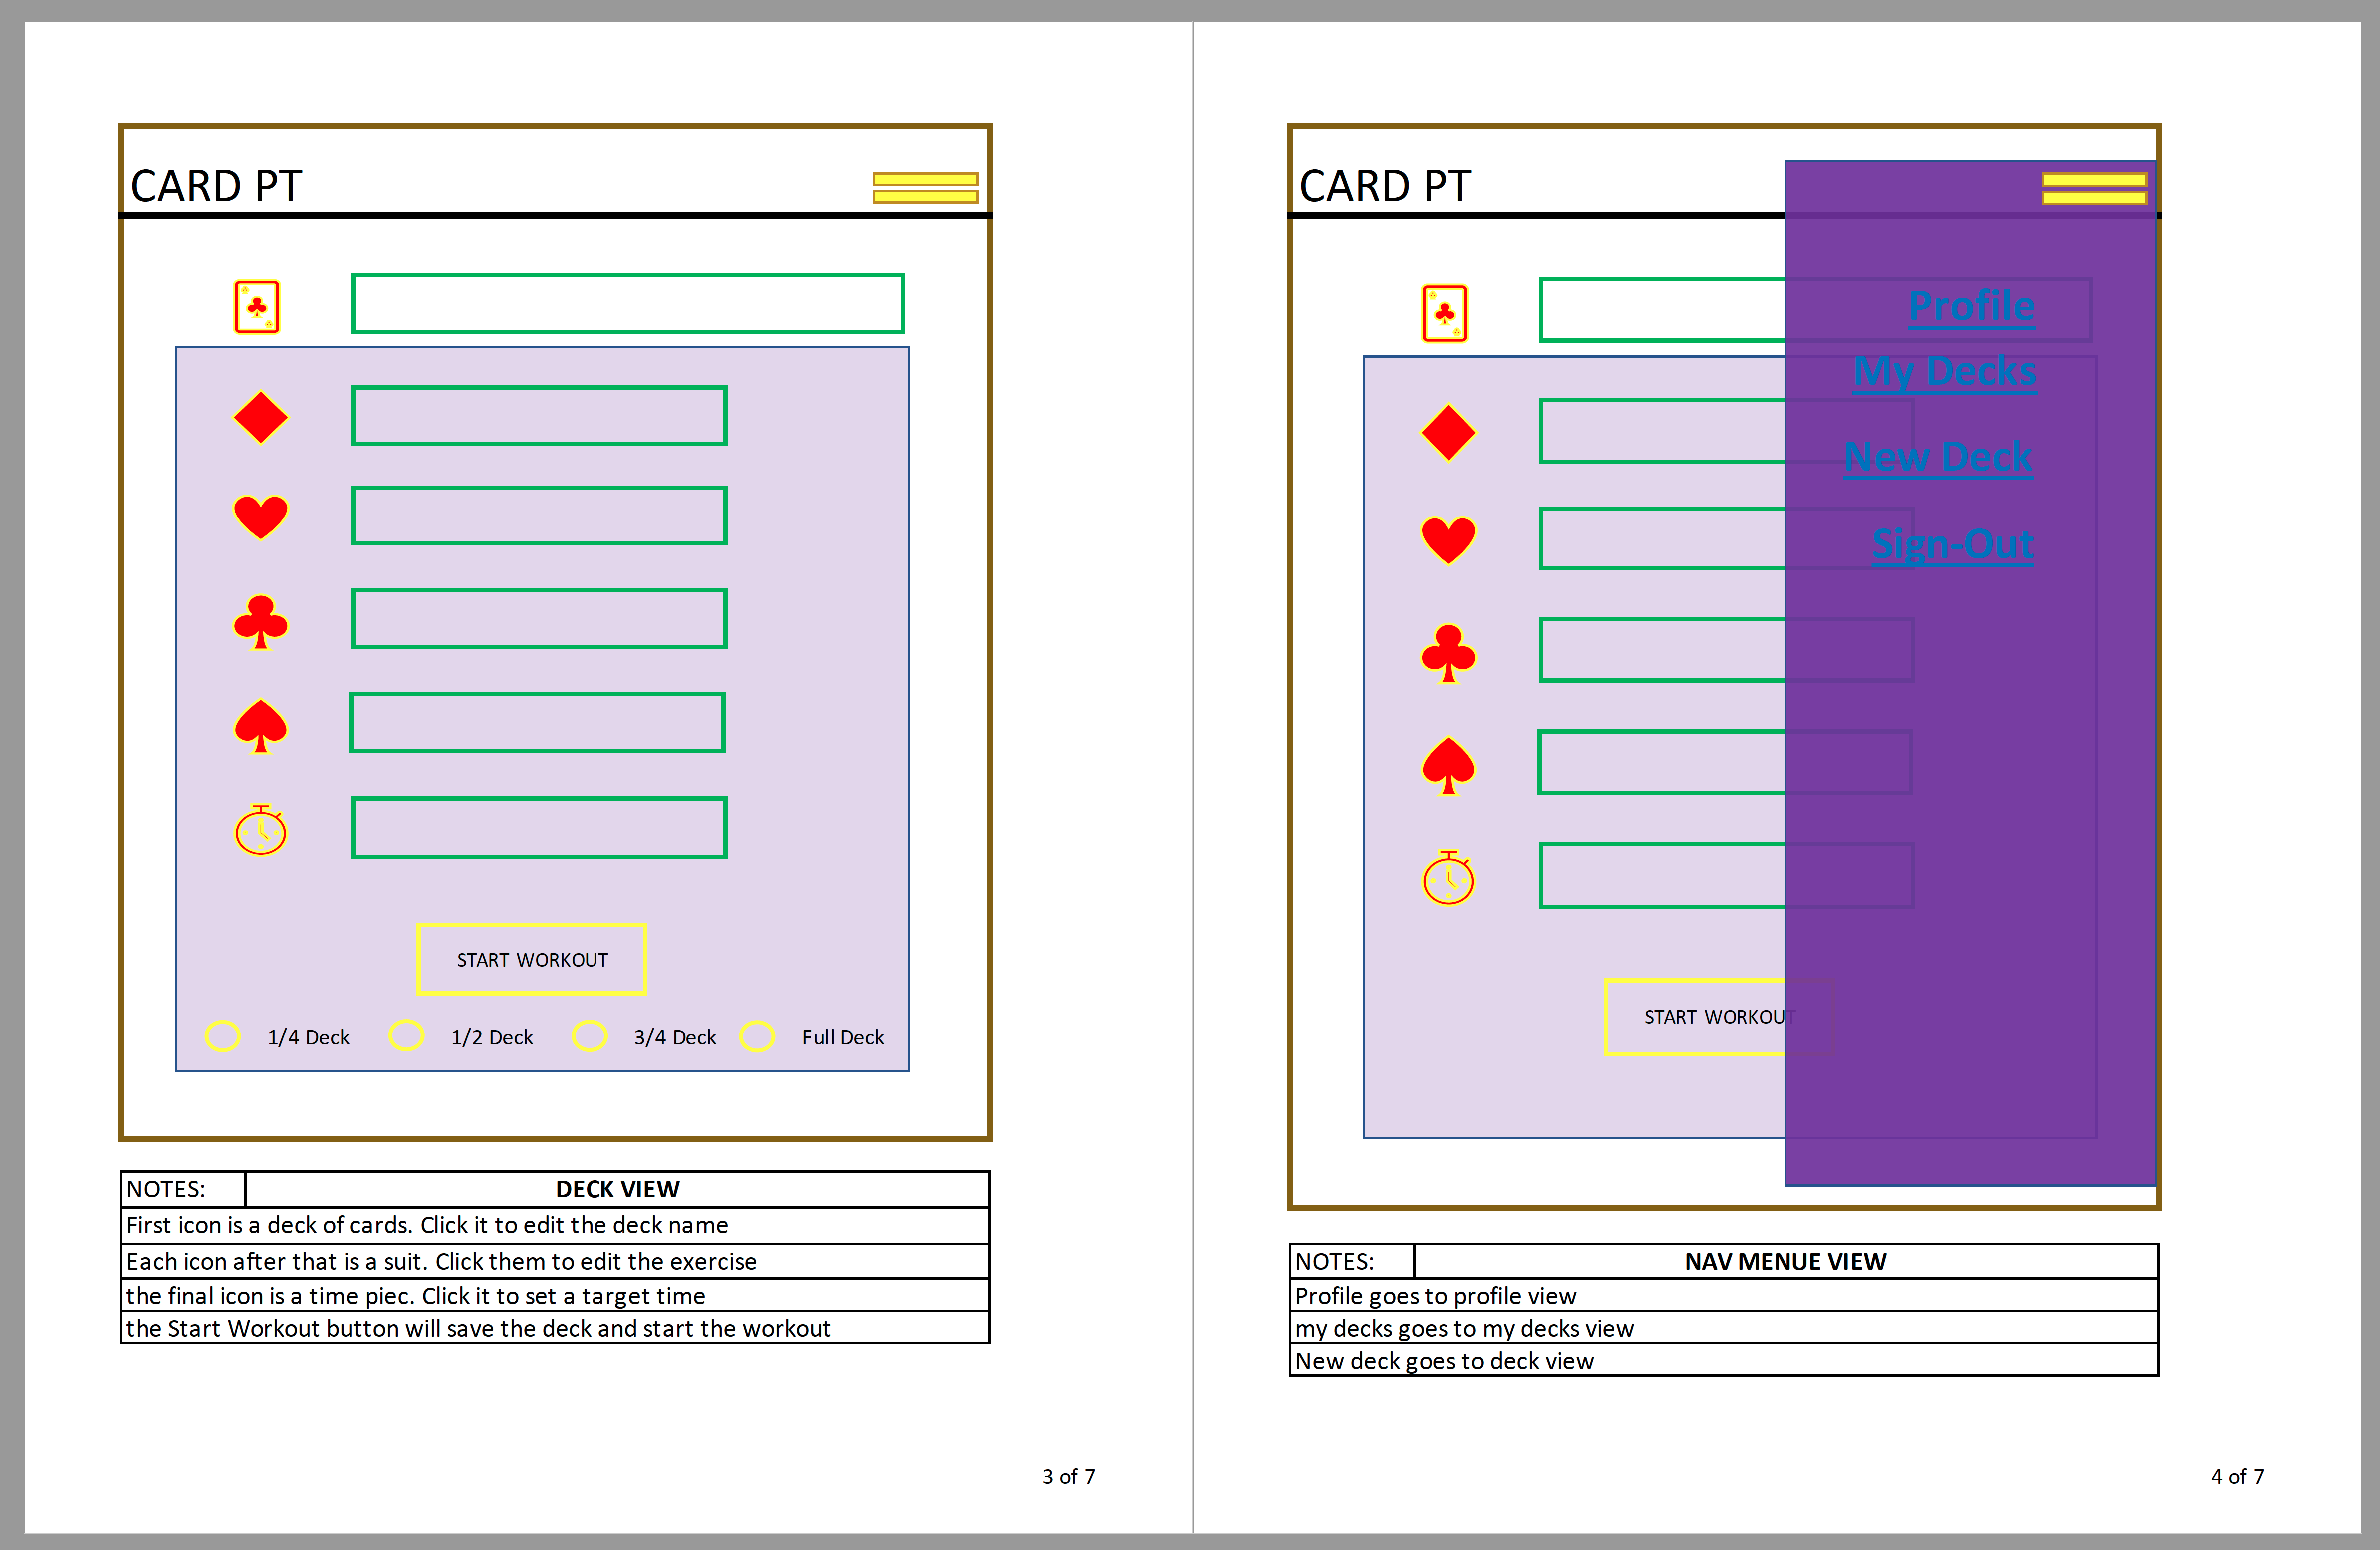 CARD PT
START WORKOUT
1/4 Deck 1/2 Deck 3/4 Deck Full Deck
NOTES: DECK VIEW
First icon is a deck of cards. Click it to edit the deck name
Each icon after that is a suit. Click them to edit the exercise
the final icon is a time piec. Click it to set a target time
the Start Workout button will save the deck and start the workout
3 of 7
CARD PT
Profile
My Decks
New Deck
Sign-Out
START WORKOUT
NOTES: NAV MENUE VIEW
Profile goes to profile view
my decks goes to my decks view
New deck goes to deck view
4 of 7